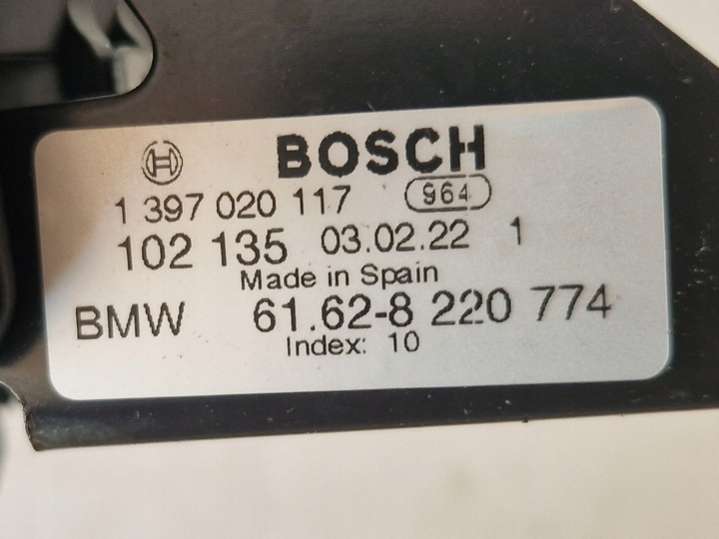 BOSCH
1 397 020 117 964
102 135 03.02.22 1
Made in Spain
BMW 61.62-8 220 774
Index: 10